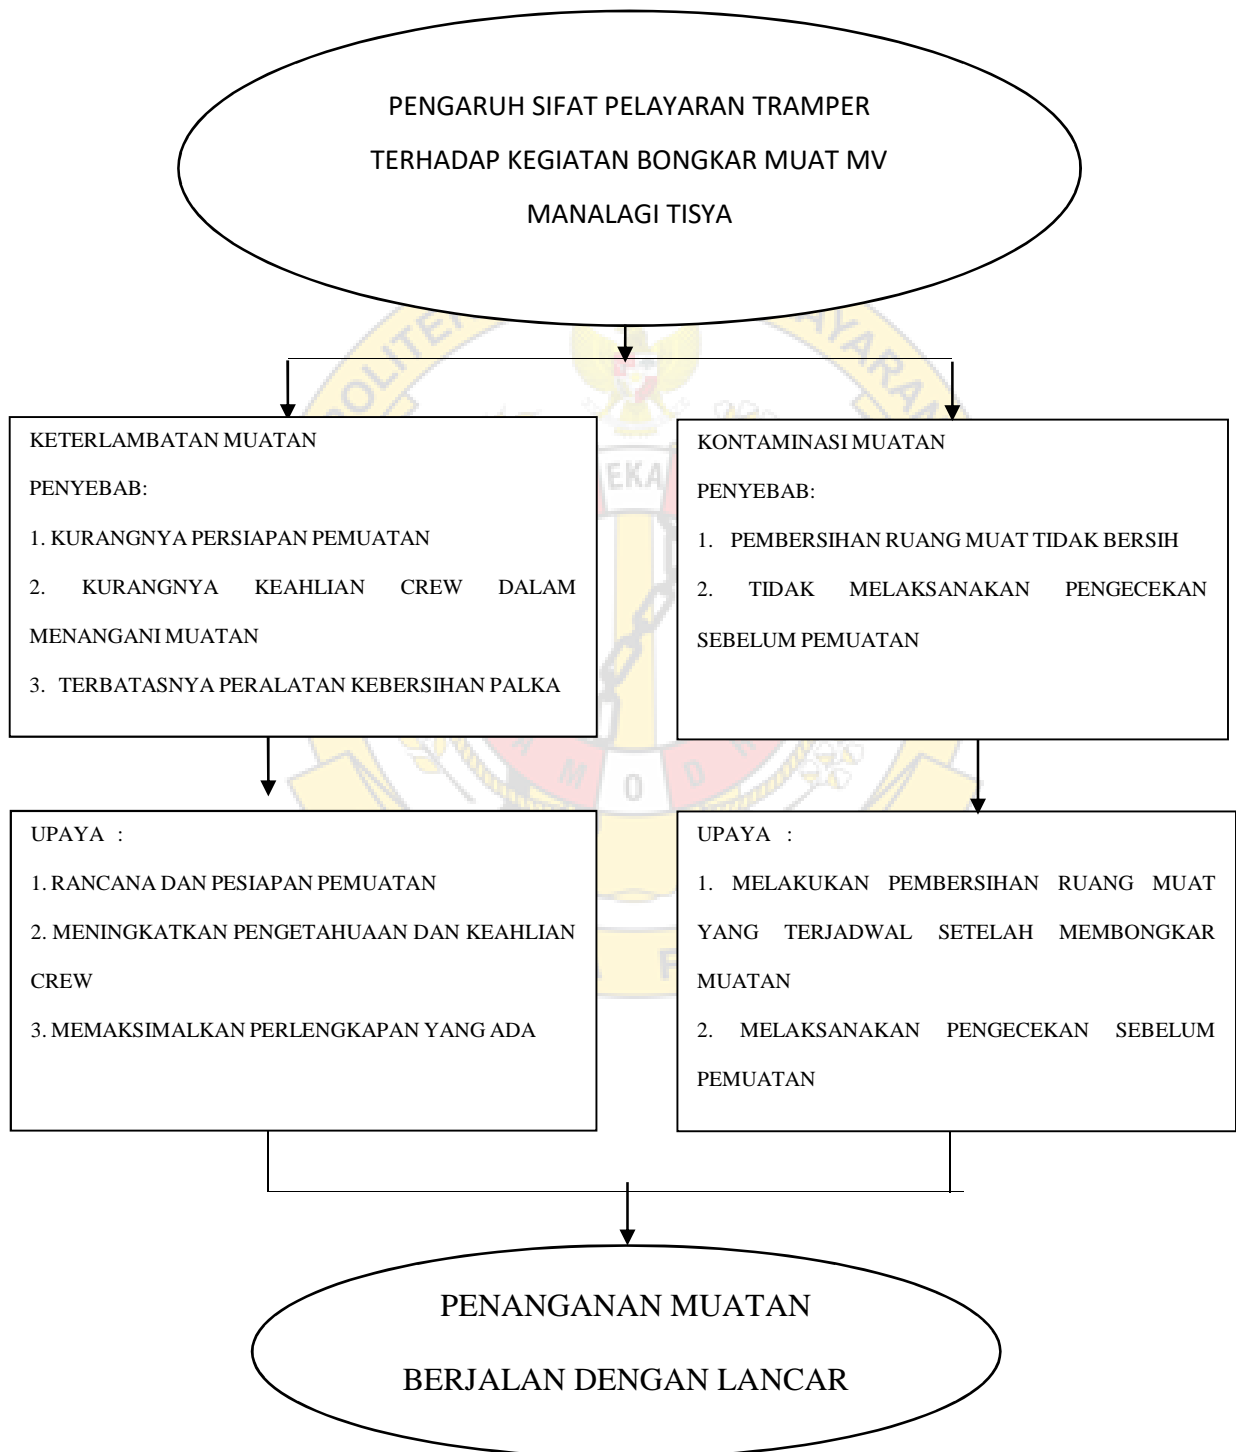 PENGARUH SIFAT PELAYARAN TRAMPER
TERHADAP KEGIATAN BONGKAR MUAT MV
MANALAGI TISYA
KETERLAMBATAN MUATAN
PENYEBAB:
1. KURANGNYA PERSIAPAN PEMUATAN
2. KURANGNYA KEAHLIAN CREW DALAM
MENANGANI MUATAN
3. TERBATASNYA PERALATAN KEBERSIHAN PALKA
KONTAMINASI MUATAN
PENYEBAB:
1. PEMBERSIHAN RUANG MUAT TIDAK BERSIH
2. TIDAK MELAKSANAKAN PENGECEKAN
SEBELUM PEMUATAN
UPAYA :
1. RANCANA DAN PESIAPAN PEMUATAN
2. MENINGKATKAN PENGETAHUAAN DAN KEAHLIAN
CREW
3. MEMAKSIMALKAN PERLENGKAPAN YANG ADA
UPAYA :
1. MELAKUKAN PEMBERSIHAN RUANG MUAT
YANG TERJADWAL SETELAH MEMBONGKAR
MUATAN
2. MELAKSANAKAN PENGECEKAN SEBELUM
PEMUATAN
PENANGANAN MUATAN
BERJALAN DENGAN LANCAR